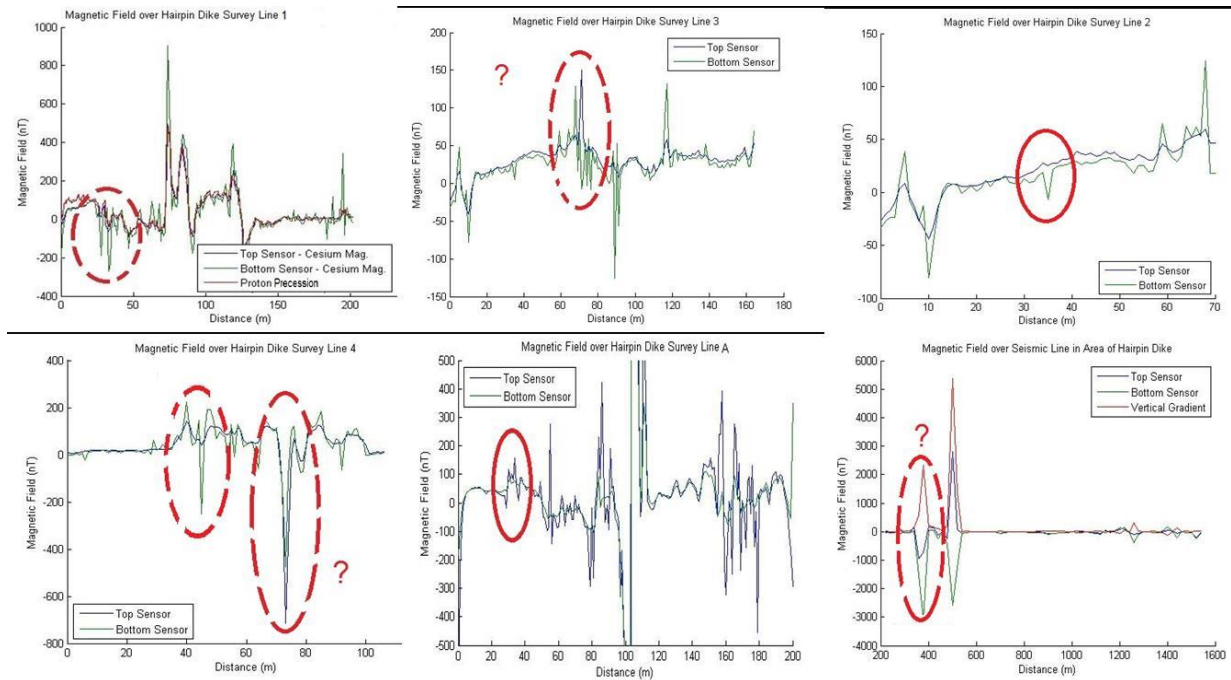 Magnetic Field over Hairpin Dike Survey Line 1
1000
800
600
400
200
0
-200
-400
0
50
100
150
200
Magnetic Field (nT)
Distance (m)
Top Sensor - Cesium Mag.
Bottom Sensor - Cesium Mag.
Proton Precession
Magnetic Field over Hairpin Dike Survey Line 3
?
Top Sensor
Bottom Sensor
200
150
100
50
0
-50
-100
-150
0 20 40 60 80 100 120 140 160 180
Magnetic Field (nT)
Distance (m)
Magnetic Field over Hairpin Dike Survey Line 2
150
100
50
0
-50
-100
0 10 20 30 40 50 60 70
Magnetic Field (nT)
Distance (m)
Top Sensor
Bottom Sensor
Magnetic Field over Hairpin Dike Survey Line 4
400
200
0
-200
-400
-600
-800
0 20 40 60 80 100
Magnetic Field (nT)
Distance (m)
?
Top Sensor
Bottom Sensor
Magnetic Field over Hairpin Dike Survey Line A
Top Sensor
Bottom Sensor
500
400
300
200
100
0
-100
-200
-300
-400
-500
0 20 40 60 80 100 120 140 160 180 200
Magnetic Field (nT)
Distance (m)
Magnetic Field over Seismic Line in Area of Hairpin Dike
Top Sensor
Bottom Sensor
Vertical Gradient
?
6000
5000
4000
3000
2000
1000
0
-1000
-2000
-3000
-4000
200 400 600 800 1000 1200 1400 1600
Magnetic Field (nT)
Distance (m)